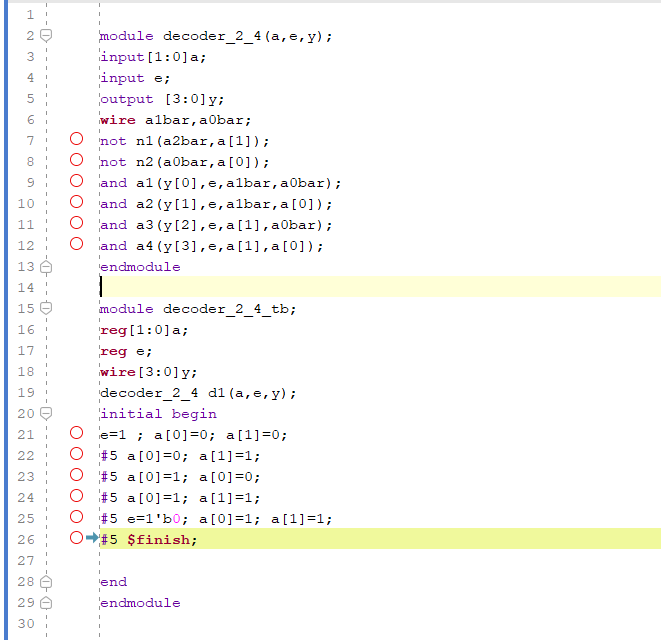 1
2 module decoder_2_4(a,e,y);
3 input[1:0]a;
4 input e;
5 output [3:0]y;
6 wire a1bar,a0bar;
7 not n1(a2bar,a[1]);
8 not n2(a0bar,a[0]);
9 and a1(y[0],e,a1bar,a0bar);
10 and a2(y[1],e,a1bar,a[0]);
11 and a3(y[2],e,a[1],a0bar);
12 and a4(y[3],e,a[1],a[0]);
13 endmodule
14
15 module decoder_2_4_tb;
16 reg[1:0]a;
17 reg e;
18 wire[3:0]y;
19 decoder_2_4 d1(a,e,y);
20 initial begin
21 e=1 ; a[0]=0; a[1]=0;
22 #5 a[0]=0; a[1]=1;
23 #5 a[0]=1; a[0]=0;
24 #5 a[0]=1; a[1]=1;
25 #5 e=1'b0; a[0]=1; a[1]=1;
26 #5 $finish;
27
28 end
29 endmodule
30